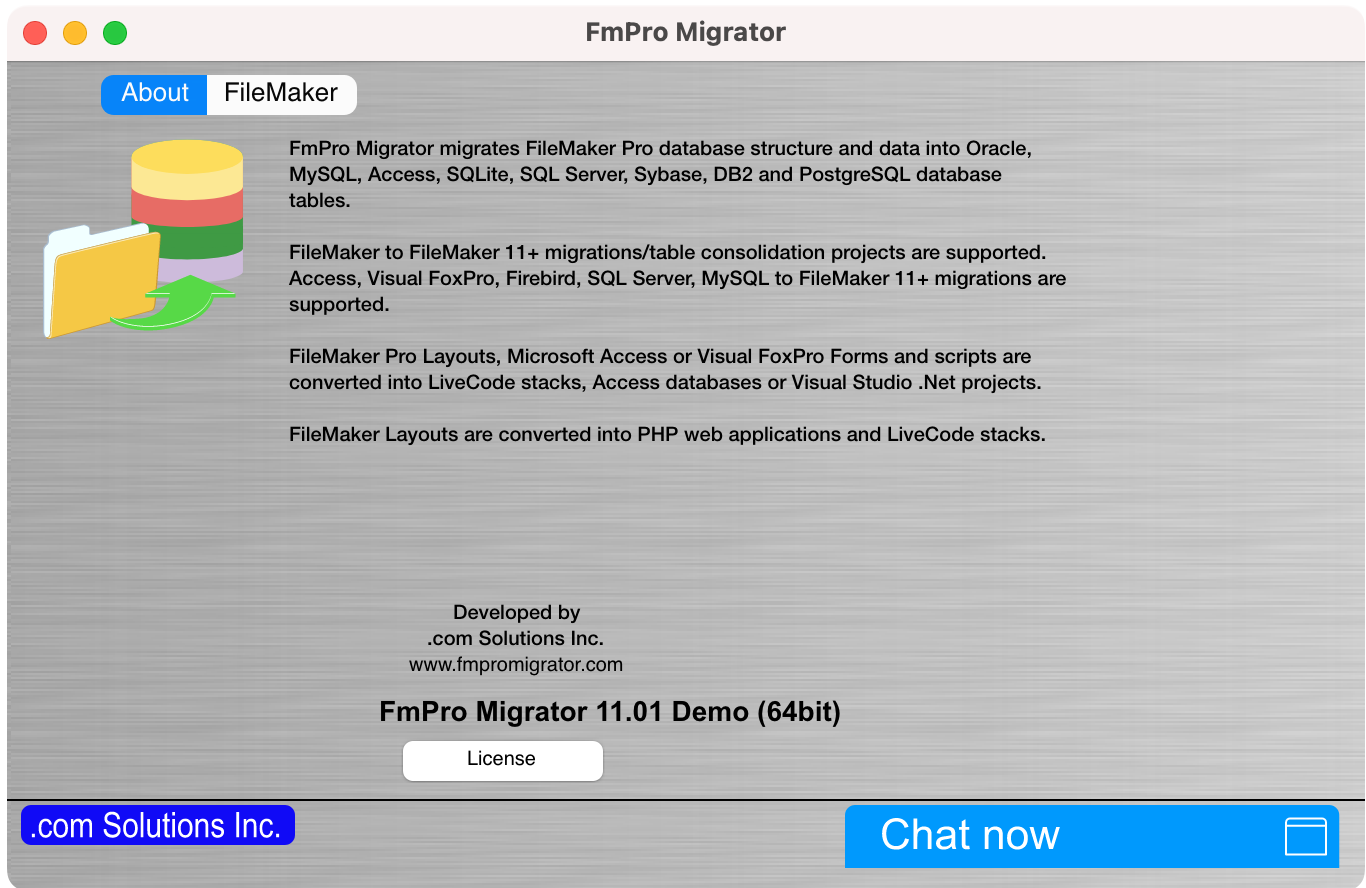 FmPro Migrator
About
FileMaker
FmPro Migrator migrates FileMaker Pro database structure and data into Oracle,
MySQL, Access, SQLite, SQL Server, Sybase, DB2 and PostgreSQL database
tables.
FileMaker to FileMaker 11+ migrations/table consolidation projects are supported.
Access, Visual FoxPro, Firebird, SQL Server, MySQL to FileMaker 11+ migrations are
supported.
FileMaker Pro Layouts, Microsoft Access or Visual FoxPro Forms and scripts are
converted into LiveCode stacks, Access databases or Visual Studio .Net projects.
FileMaker Layouts are converted into PHP web applications and LiveCode stacks.
Developed by
.com Solutions Inc.
www.fmpromigrator.com
FmPro Migrator 11.01 Demo (64bit)
License
.com Solutions Inc.
Chat now